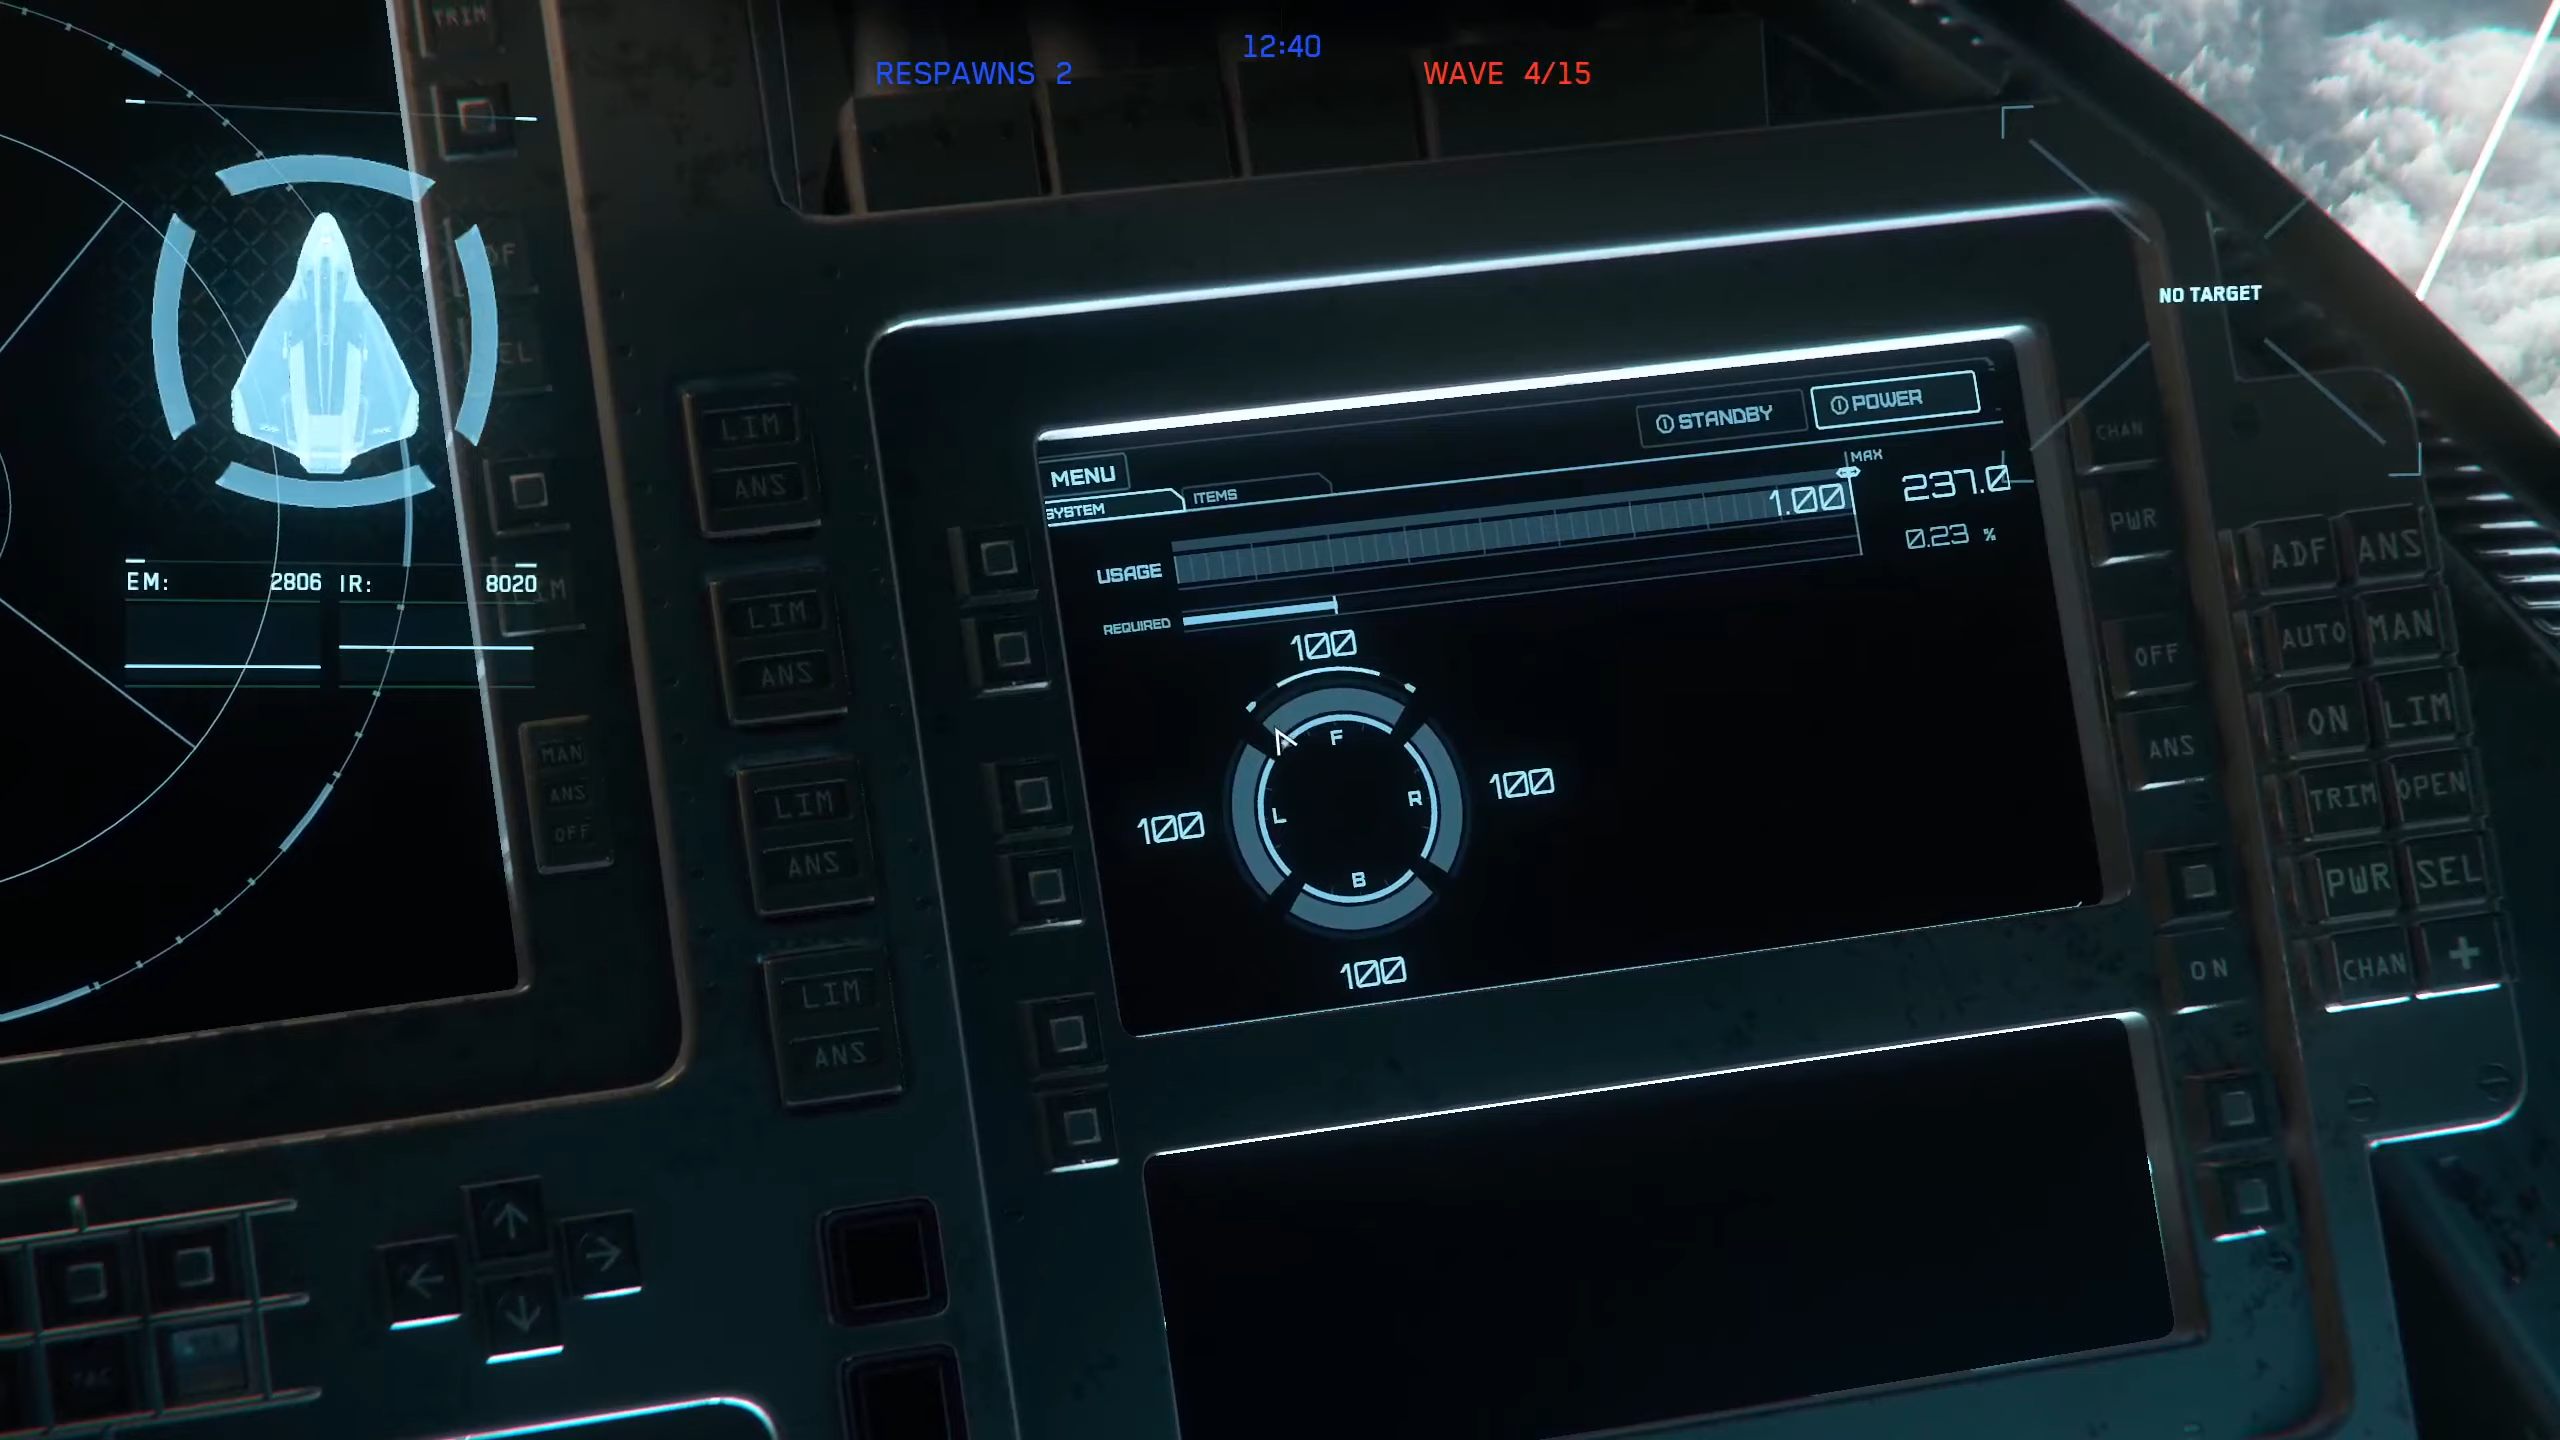 12:40
RESPAWNS 2
WAVE 4/15
TRIM
NO TARGET
STANDBY
POWER
MENU
MAX
SYSTEM
ITEMS
1.00
237.0
USAGE
0.23 %
REQUIRED
100
F
L
R
100
100
B
100
EM: 2806
IR: 8020
LIM
ANS
LIM
ANS
LIM
ANS
LIM
ANS
MAN
ANS
OFF
CHAN
PWR
OFF
ANS
ON
ADF ANS
AUTO MAN
ON LIM
TRIM OPEN
PWR SEL
CHAN +